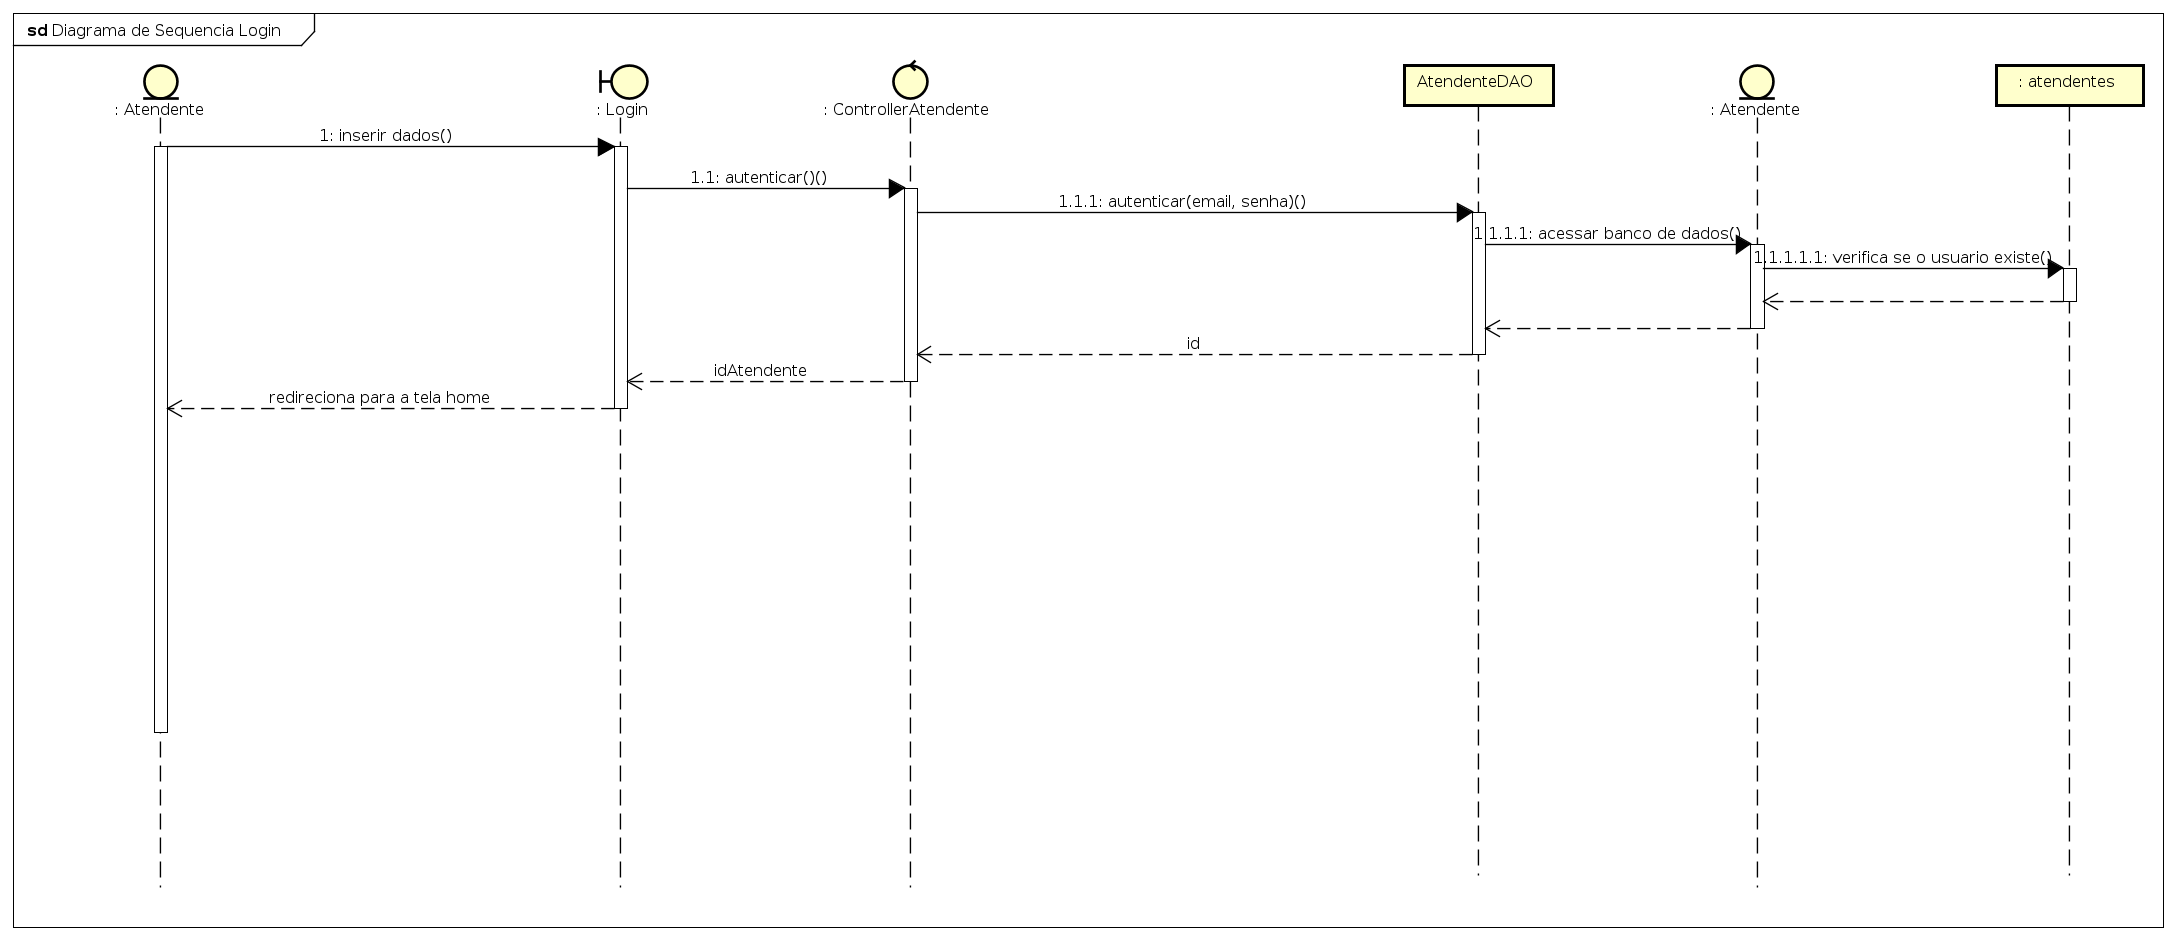 sd Diagrama de Sequencia Login
: Atendente
: Login
: ControllerAtendente
AtendenteDAO
: Atendente
: atendentes
1: inserir dados()
1.1: autenticar()()
1.1.1: autenticar(email, senha)()
1.1.1.1: acessar banco de dados()
1.1.1.1.1: verifica se o usuario existe()
id
idAtendente
redireciona para a tela home